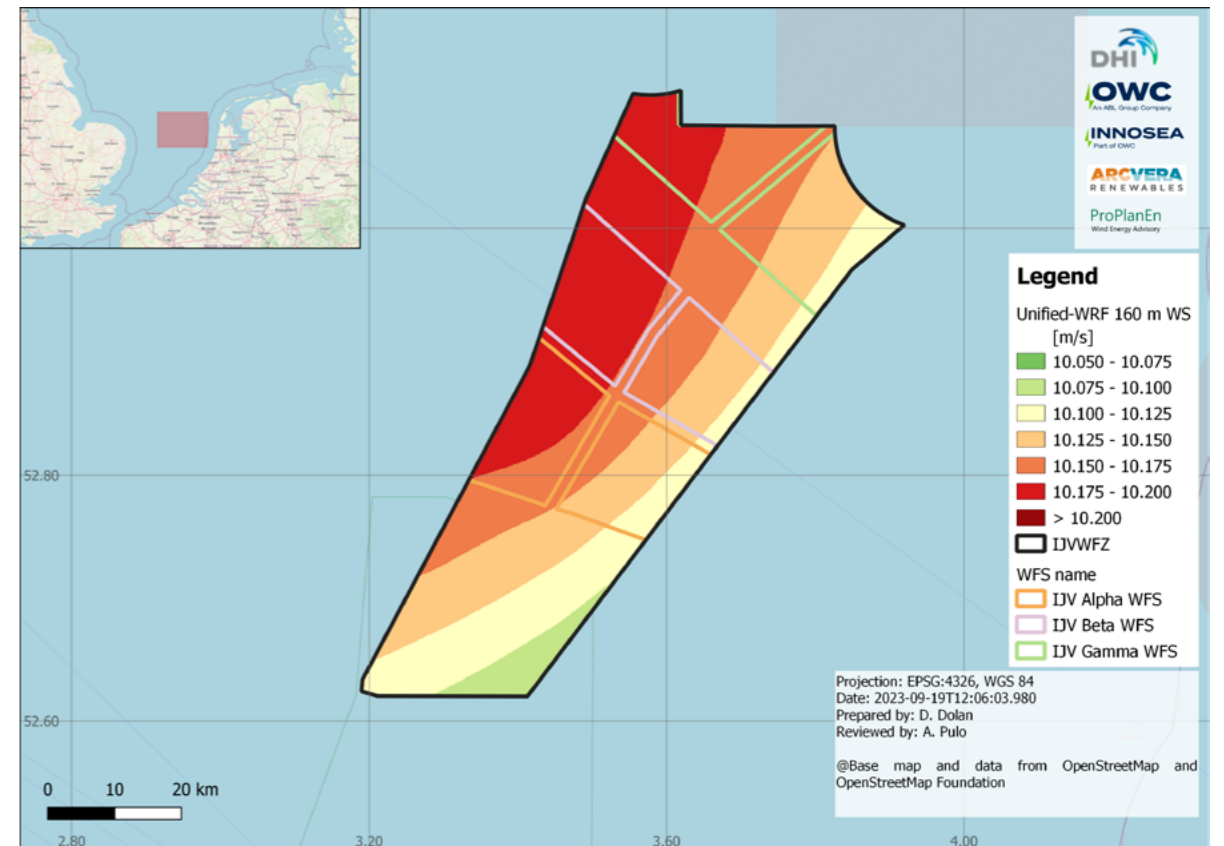 DHI
OWC
An ABL Group Company
INNOSEA
Part of OWC
ARCVERA
RENEWABLES
ProPlanEn
Wind Energy Advisory
Legend
Unified-WRF 160 m WS
[m/s]
10.050 - 10.075
10.075 - 10.100
10.100 - 10.125
10.125 - 10.150
10.150 - 10.175
10.175 - 10.200
> 10.200
IJVWFZ
WFS name
IJV Alpha WFS
IJV Beta WFS
IJV Gamma WFS
52.80
52.60
Projection: EPSG:4326, WGS 84
Date: 2023-09-19T12:06:03.980
Prepared by: D. Dolan
Reviewed by: A. Pulo
@Base map and data from OpenStreetMap and
OpenStreetMap Foundation
0 10 20 km
2.80 3.20 3.60 4.00